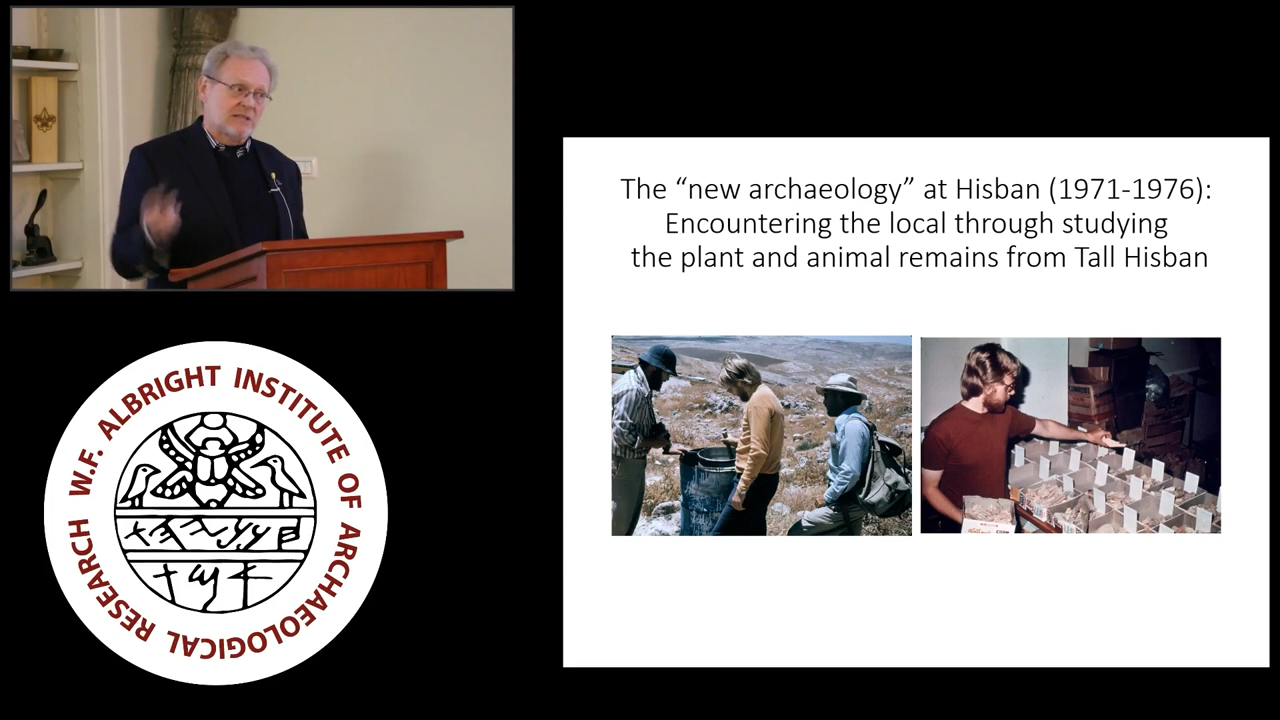 The “new archaeology” at Hisban (1971-1976):
Encountering the local through studying
the plant and animal remains from Tall Hisban
W.F. ALBRIGHT INSTITUTE OF ARCHAEOLOGICAL RESEARCH